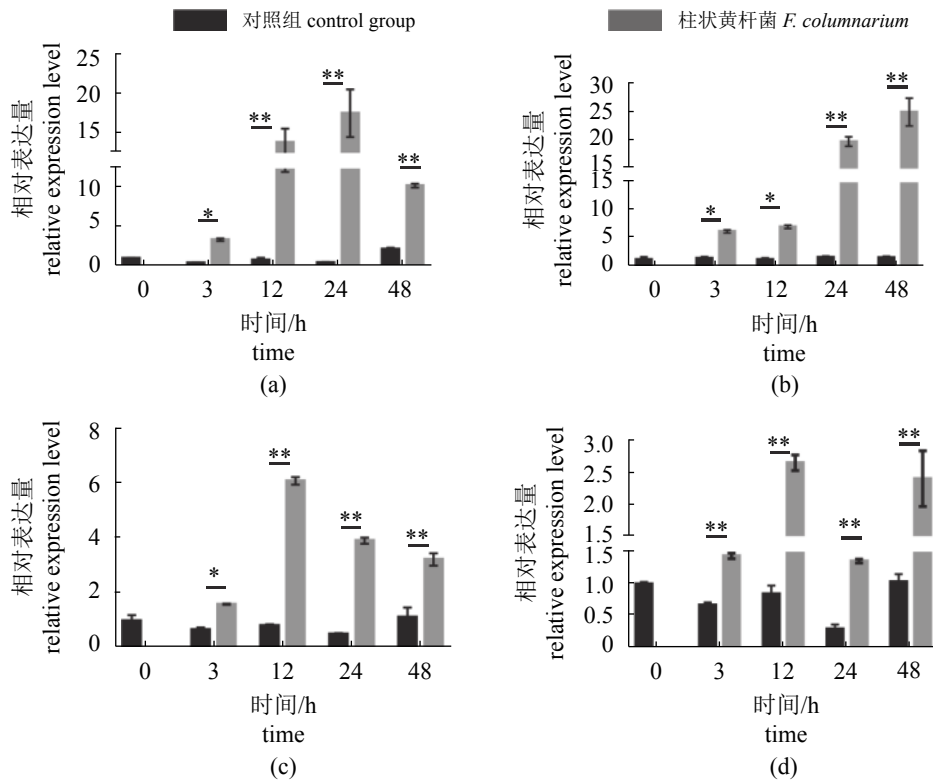 对照组 control group
柱状黄杆菌 F. columnarium
相对表达量
relative expression level
25
20
15
10
5
0
**
**
**
*
0 3 12 24 48
时间/h
time
(a)
相对表达量
relative expression level
30
25
20
15
10
5
0
**
**
*
*
0 3 12 24 48
时间/h
time
(b)
相对表达量
relative expression level
8
6
4
2
0
*
**
**
**
0 3 12 24 48
时间/h
time
(c)
相对表达量
relative expression level
3.0
2.5
2.0
1.5
1.5
1.0
0.5
0
**
**
**
**
0 3 12 24 48
时间/h
time
(d)